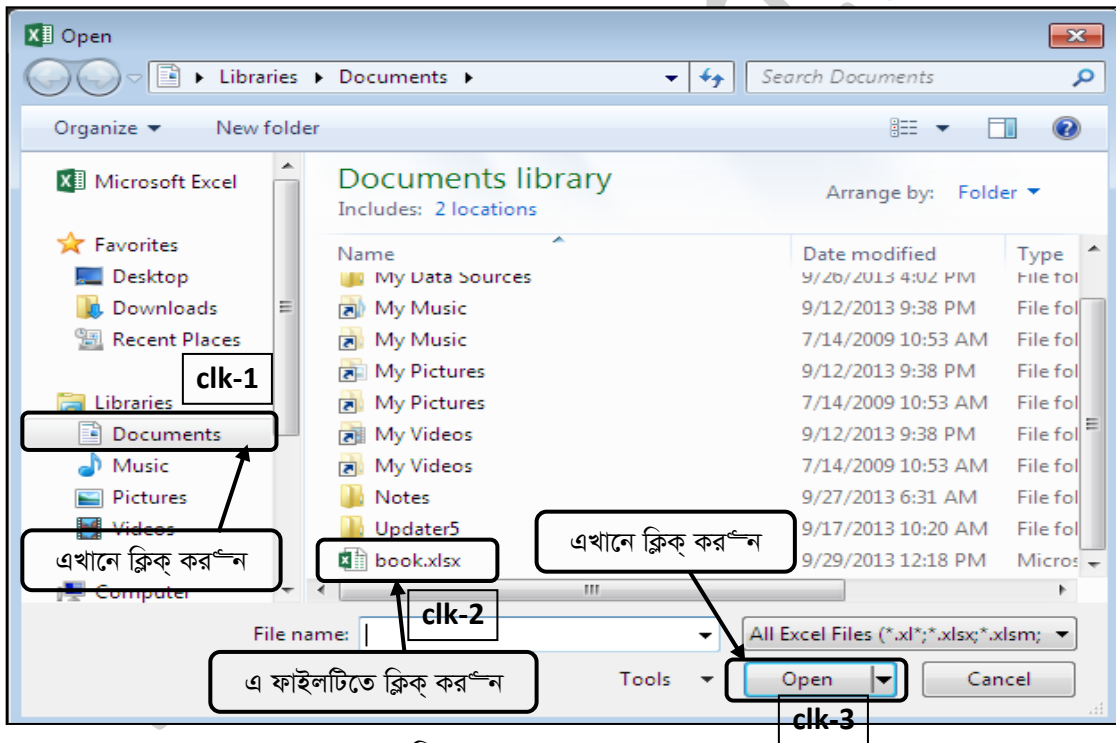 Open
Libraries Documents
Search Documents
Organize New folder
Microsoft Excel
Documents library
Includes: 2 locations
Arrange by: Folder
Favorites
Desktop
Downloads
Recent Places
clk-1
Libraries
Documents
Music
Pictures
Videos
Computer
এখানে ক্লিক্ করুন
Name Date modified Type
My Data Sources 9/26/2013 4:02 PM File fol
My Music 9/12/2013 9:38 PM File fol
My Music 7/14/2009 10:53 AM File fol
My Pictures 9/12/2013 9:38 PM File fol
My Pictures 7/14/2009 10:53 AM File fol
My Videos 9/12/2013 9:38 PM File fol
My Videos 7/14/2009 10:53 AM File fol
Notes 9/27/2013 6:31 AM File fol
Updater5 9/17/2013 10:20 AM File fol
book.xlsx 9/29/2013 12:18 PM Micros
এখানে ক্লিক্ করুন
clk-2
File name: All Excel Files (*.xl*;*.xlsx;*.xlsm;
এ ফাইলটিতে ক্লিক্ করুন
Tools Open Cancel
clk-3